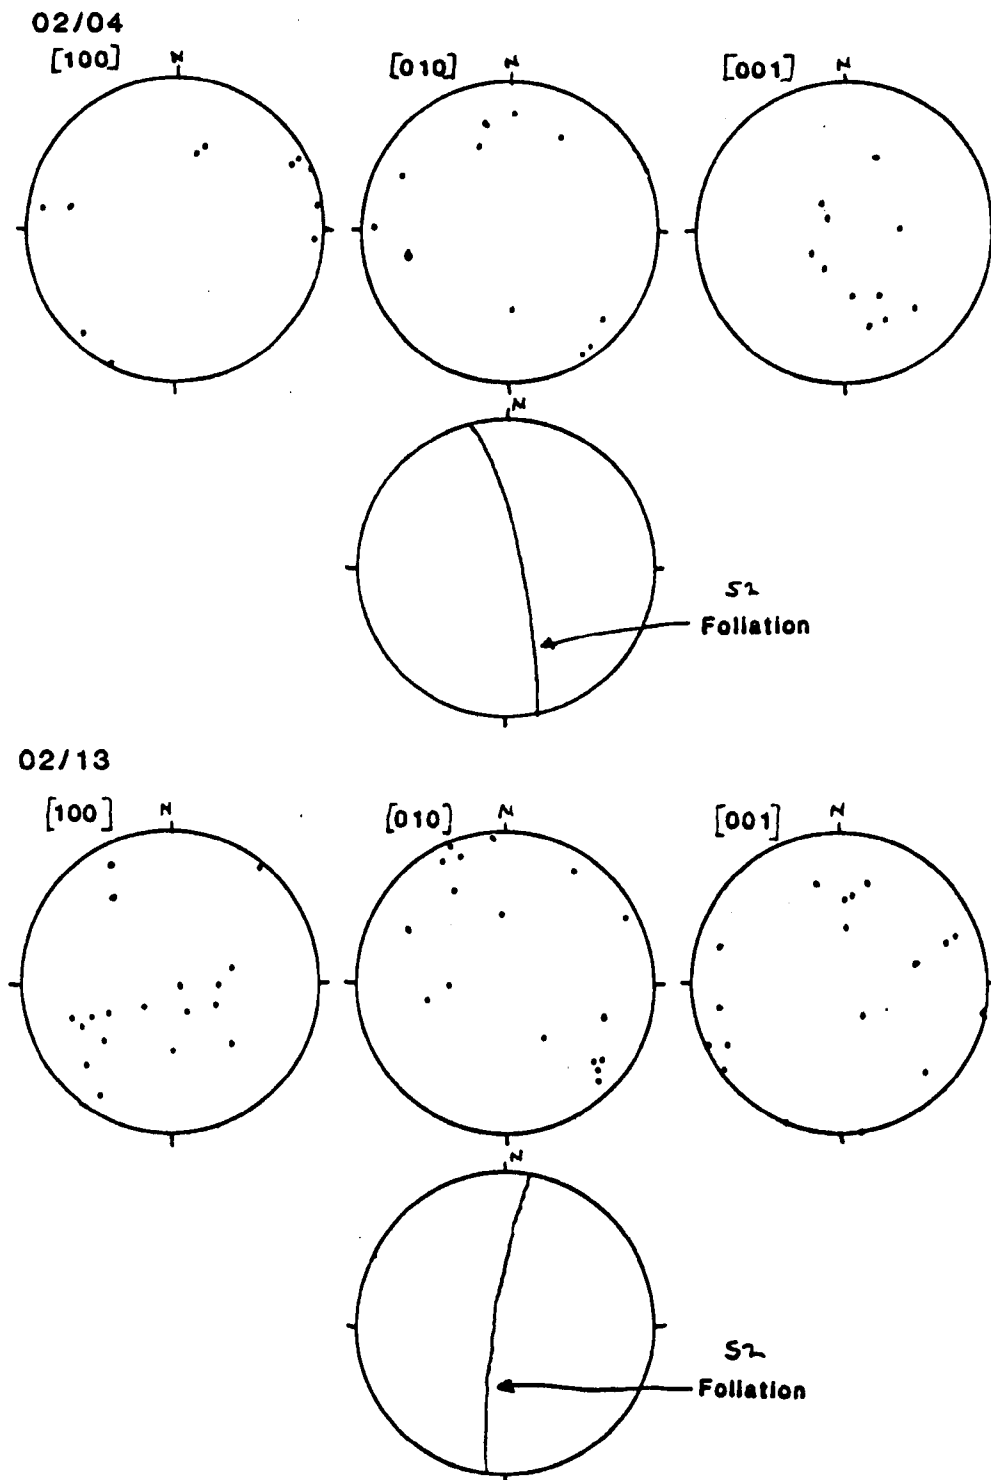 02/04
[100] N [010] N [001] N
N
S2
Foliation
02/13
[100] N [010] N [001] N
N
S2
Foliation